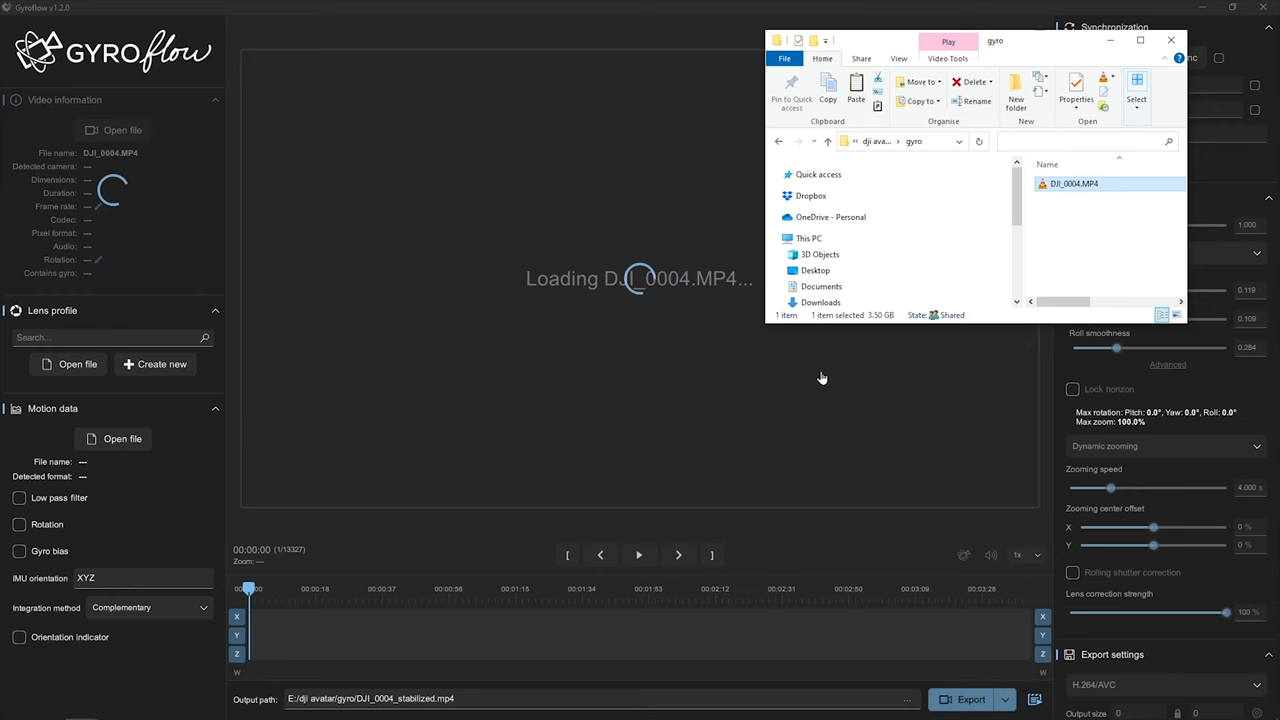 Gyroflow v1.2.0
GYROflow
Video information
Open file
File name: DJI_0004.MP4
Detected camera: ---
Dimensions: ---
Duration: ---
Frame rate: ---
Codec: ---
Pixel format: ---
Audio: ---
Rotation: ---
Contains gyro: ---
Lens profile
Search...
Open file
Create new
Motion data
Open file
File name: ---
Detected format: ---
Low pass filter
Rotation
Gyro bias
IMU orientation XYZ
Integration method Complementary
Orientation indicator
Loading DJI_0004.MP4...
00:00:00 (1/13327)
Zoom: ---
[
]
1x
00:00:18 00:00:37 00:00:56 00:01:15 00:01:34 00:01:53 00:02:12 00:02:31 00:02:50 00:03:09 00:03:28
X X
Y Y
Z Z
W W
Output path: E:/dji avatar/gyro/DJI_0004_stabilized.mp4 ...
Export
Play gyro
File Home Share View Video Tools
Pin to Quick access
Copy
Paste
Move to
Copy to
Delete
Rename
New folder
Properties
Open
Select
Clipboard Organise New Open
« dji ava... › gyro
Quick access
Dropbox
OneDrive - Personal
This PC
3D Objects
Desktop
Documents
Downloads
Name
DJI_0004.MP4
1 item 1 item selected 3.50 GB State: Shared
Synchronization
nc
1.000
0.119
0.109
Roll smoothness
0.284
Advanced
Lock horizon
Max rotation: Pitch: 0.0°, Yaw: 0.0°, Roll: 0.0°
Max zoom: 100.0%
Dynamic zooming
Zooming speed
4.000 s
Zooming center offset
X 0 %
Y 0 %
Rolling shutter correction
Lens correction strength
100 %
Export settings
H.264/AVC
Output size 0 0